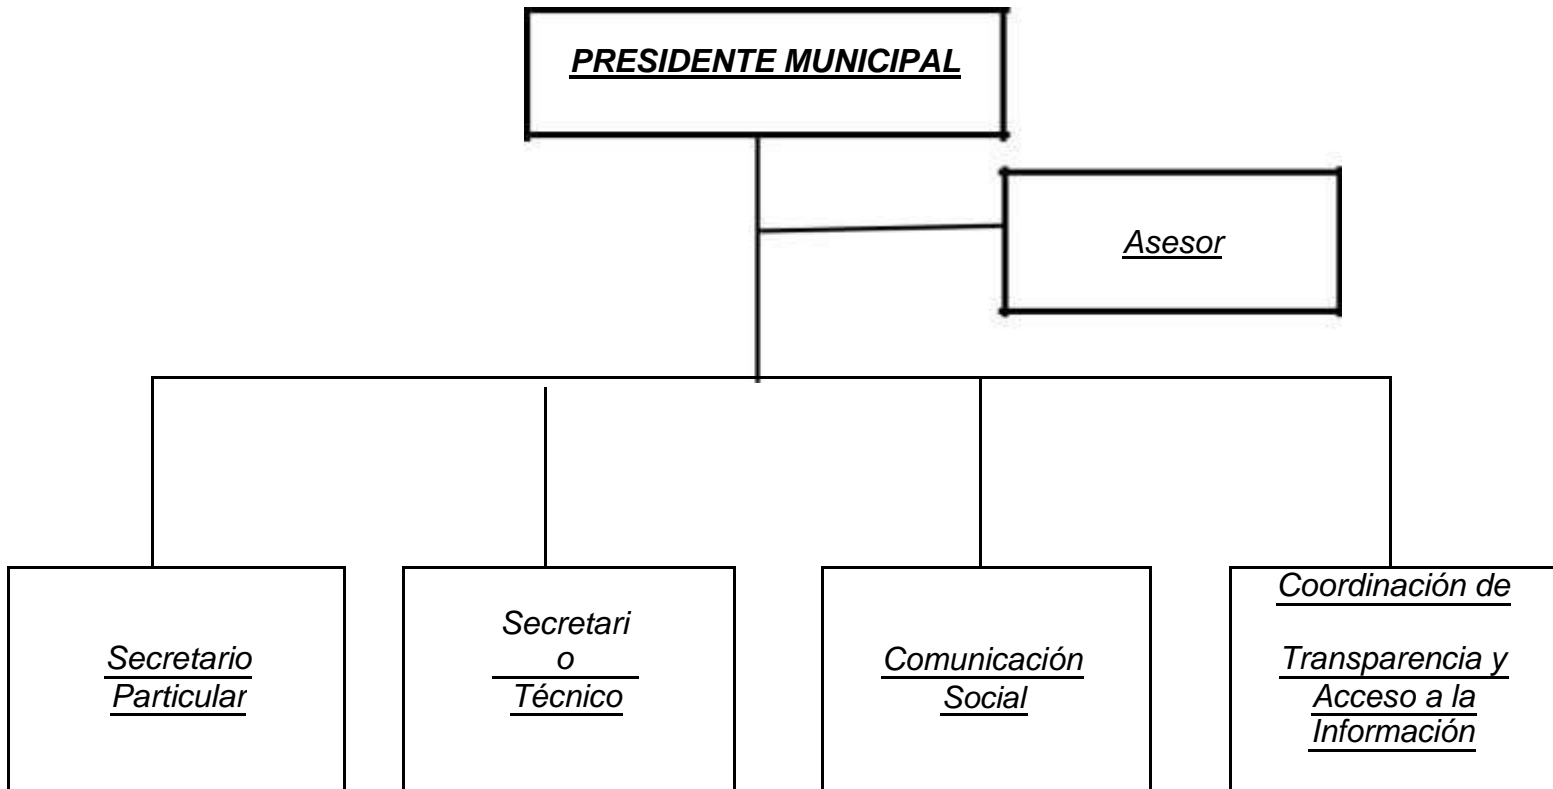 PRESIDENTE MUNICIPAL
Asesor
Secretario
Particular
Secretari
o
Técnico
Comunicación
Social
Coordinación de
Transparencia y
Acceso a la
Información